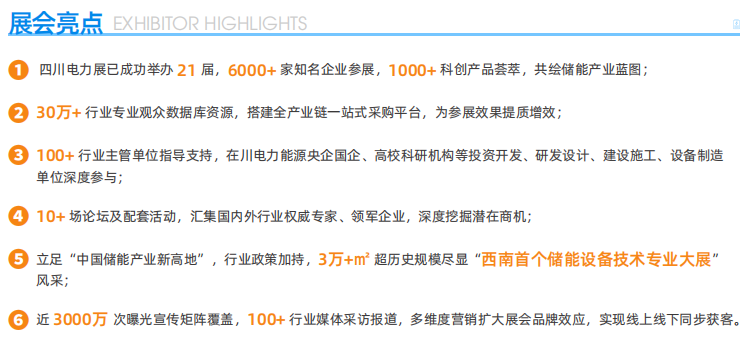 展会亮点 EXHIBITOR HIGHLIGHTS
1 四川电力展已成功举办 21 届，6000+ 家知名企业参展，1000+ 科创产品荟萃，共绘储能产业蓝图；
2 30万+ 行业专业观众数据库资源，搭建全产业链一站式采购平台，为参展效果提质增效；
3 100+ 行业主管单位指导支持，在川电力能源央企国企、高校科研机构等投资开发、研发设计、建设施工、设备制造
单位深度参与；
4 10+ 场论坛及配套活动，汇集国内外行业权威专家、领军企业，深度挖掘潜在商机；
5 立足“中国储能产业新高地”，行业政策加持，3万+㎡ 超历史规模尽显“西南首个储能设备技术专业大展”
风采；
6 近 3000万 次曝光宣传矩阵覆盖，100+ 行业媒体采访报道，多维度营销扩大展会品牌效应，实现线上线下同步获客。